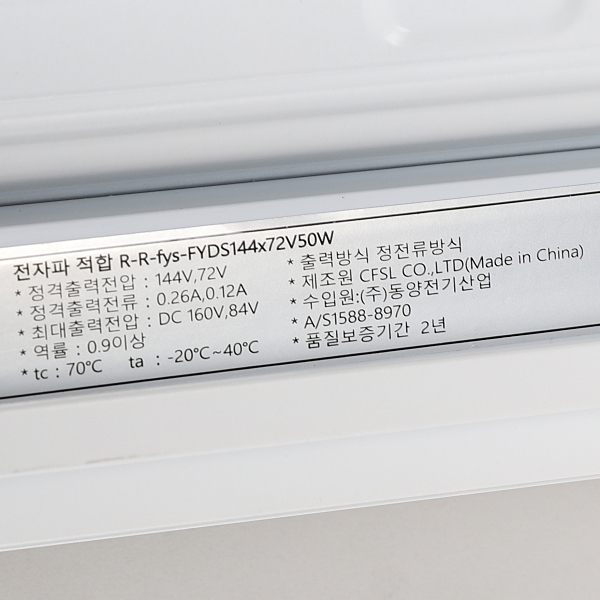 전자파 적합 R-R-fys-FYDS144x72V50W
* 정격출력전압 : 144V,72V
* 정격출력전류 : 0.26A,0.12A
* 최대출력전압 : DC 160V,84V
* 역률 : 0.9이상
* tc : 70℃ ta : -20℃~40℃
* 출력방식 정전류방식
* 제조원 CFSL CO.,LTD(Made in China)
* 수입원:(주)동양전기산업
* A/S1588-8970
* 품질보증기간 2년